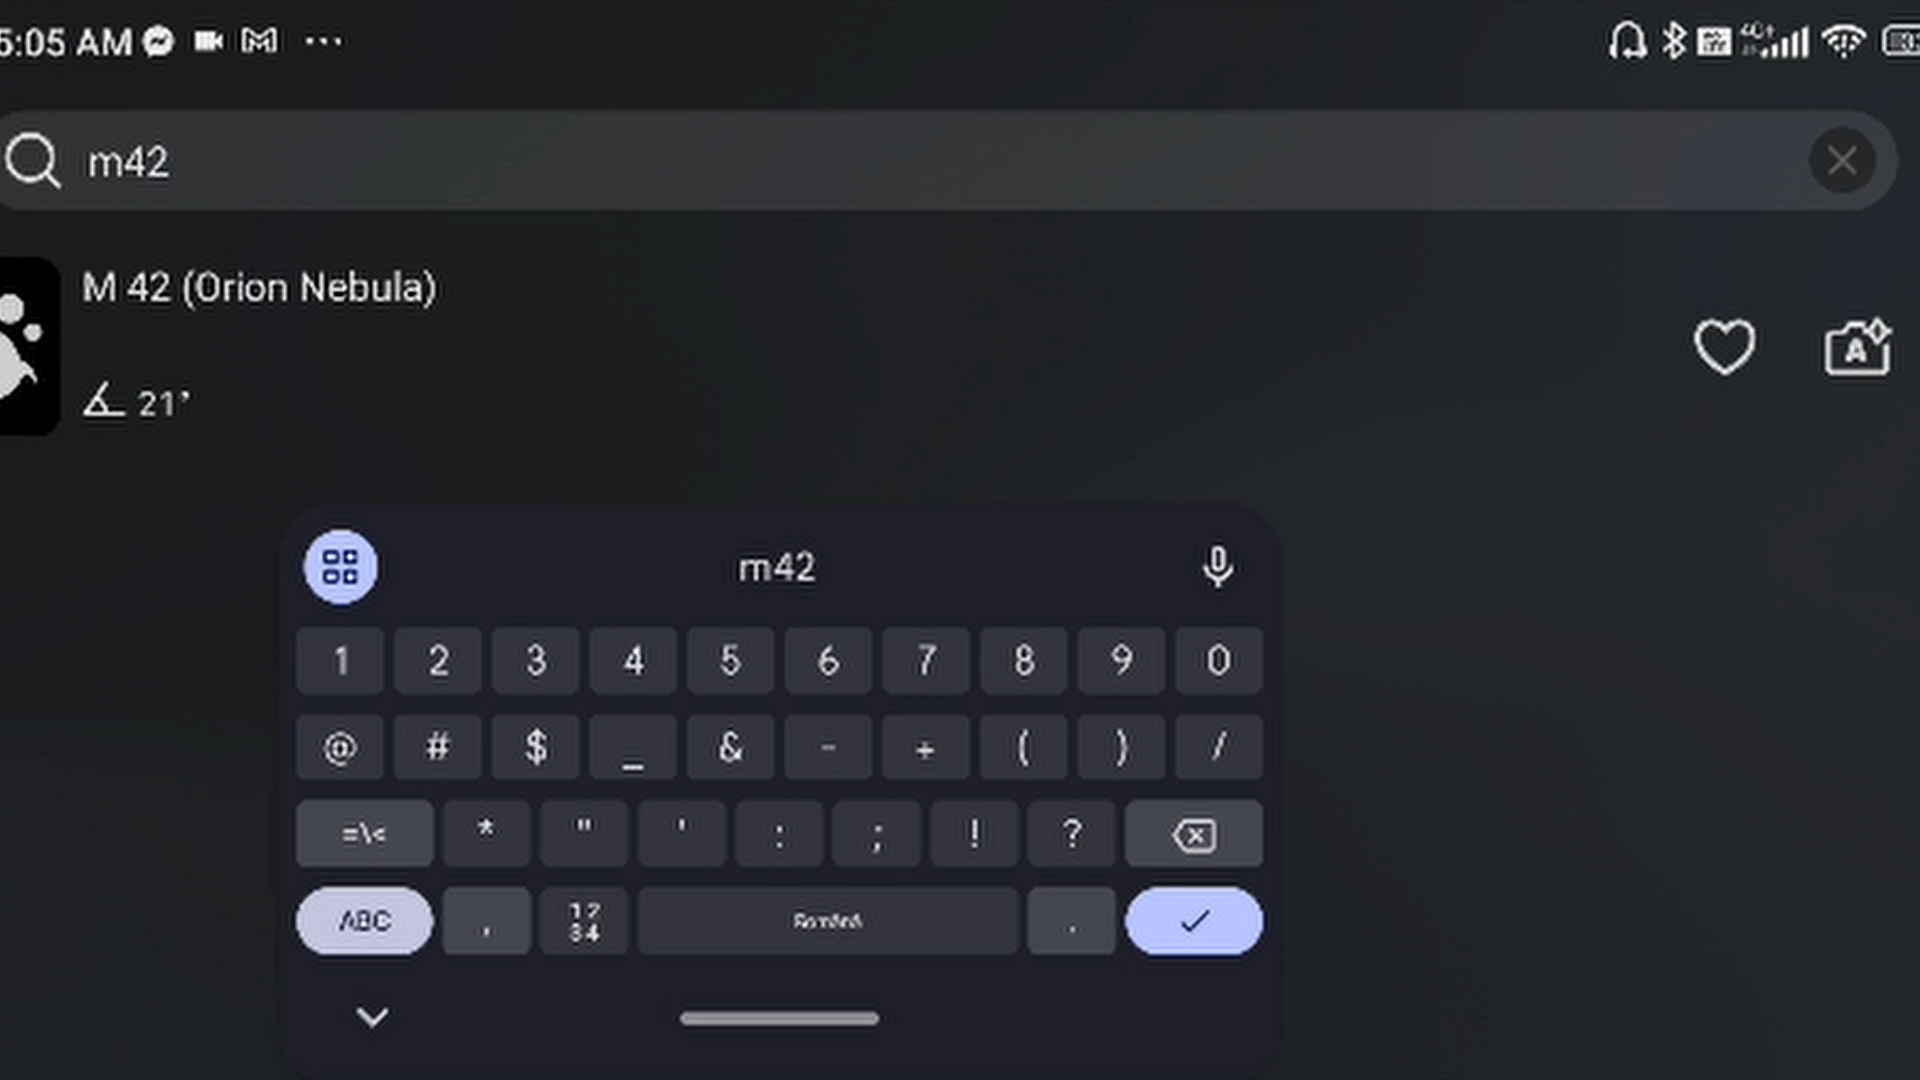 5:05 AM
m42
M 42 (Orion Nebula)
21'
m42
1 2 3 4 5 6 7 8 9 0
@ # $ _ & - + ( ) /
=\< * " ' : ; ! ?
ABC , 12 34 Română .